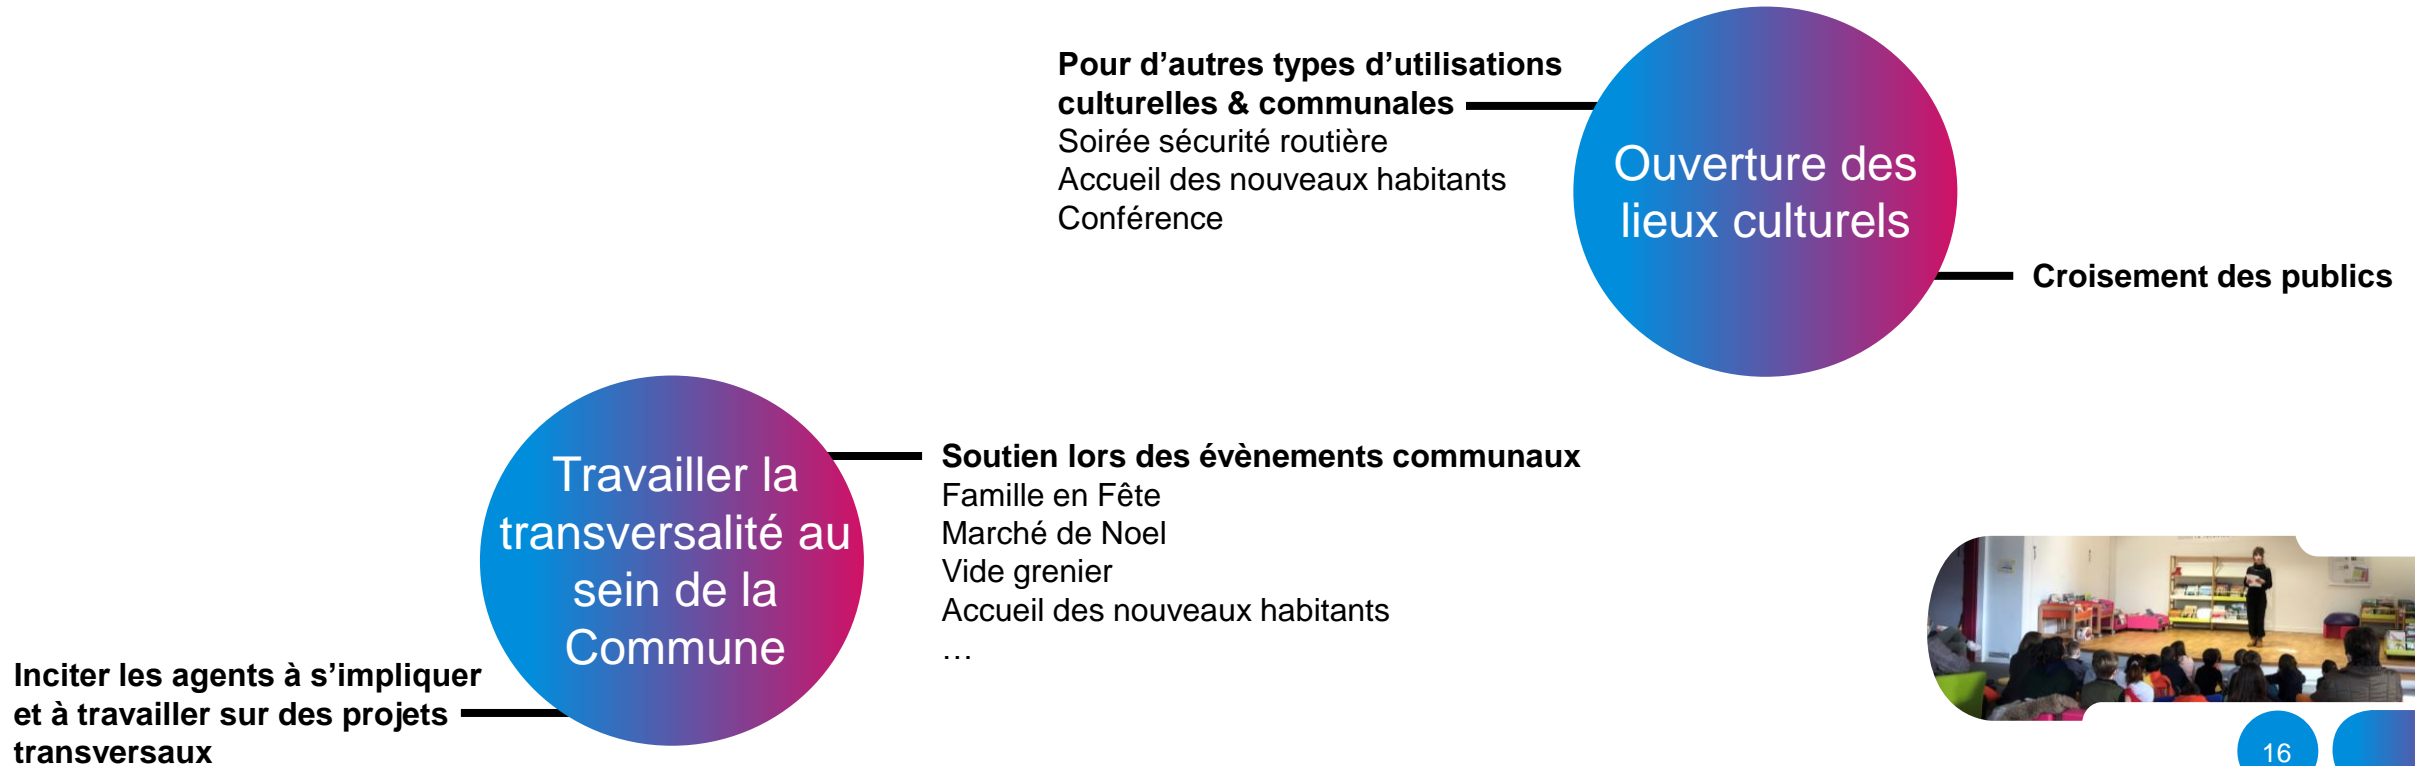 Pour d’autres types d’utilisations
culturelles & communales
Soirée sécurité routière
Accueil des nouveaux habitants
Conférence
Ouverture des
lieux culturels
Croisement des publics
Travailler la
transversalité au
sein de la
Commune
Soutien lors des évènements communaux
Famille en Fête
Marché de Noel
Vide grenier
Accueil des nouveaux habitants
…
Inciter les agents à s’impliquer
et à travailler sur des projets
transversaux
16